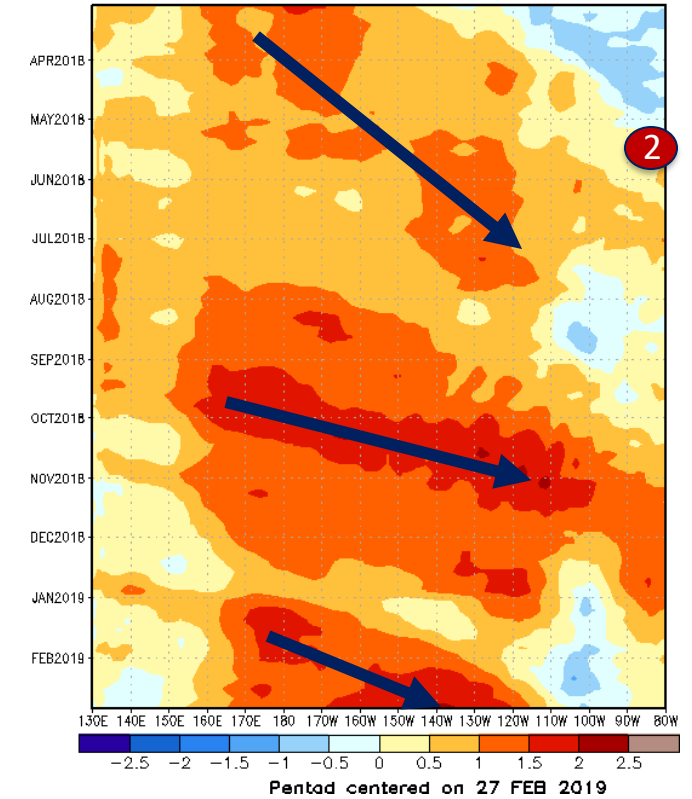 APR2018
MAY2018
2
JUN2018
JUL2018
AUG2018
SEP2018
OCT2018
NOV2018
DEC2018
JAN2019
FEB2019
130E 140E 150E 160E 170E 180 170W 160W 150W 140W 130W 120W 110W 100W 90W 80W
-2.5 -2 -1.5 -1 -0.5 0 0.5 1 1.5 2 2.5
Pentad centered on 27 FEB 2019